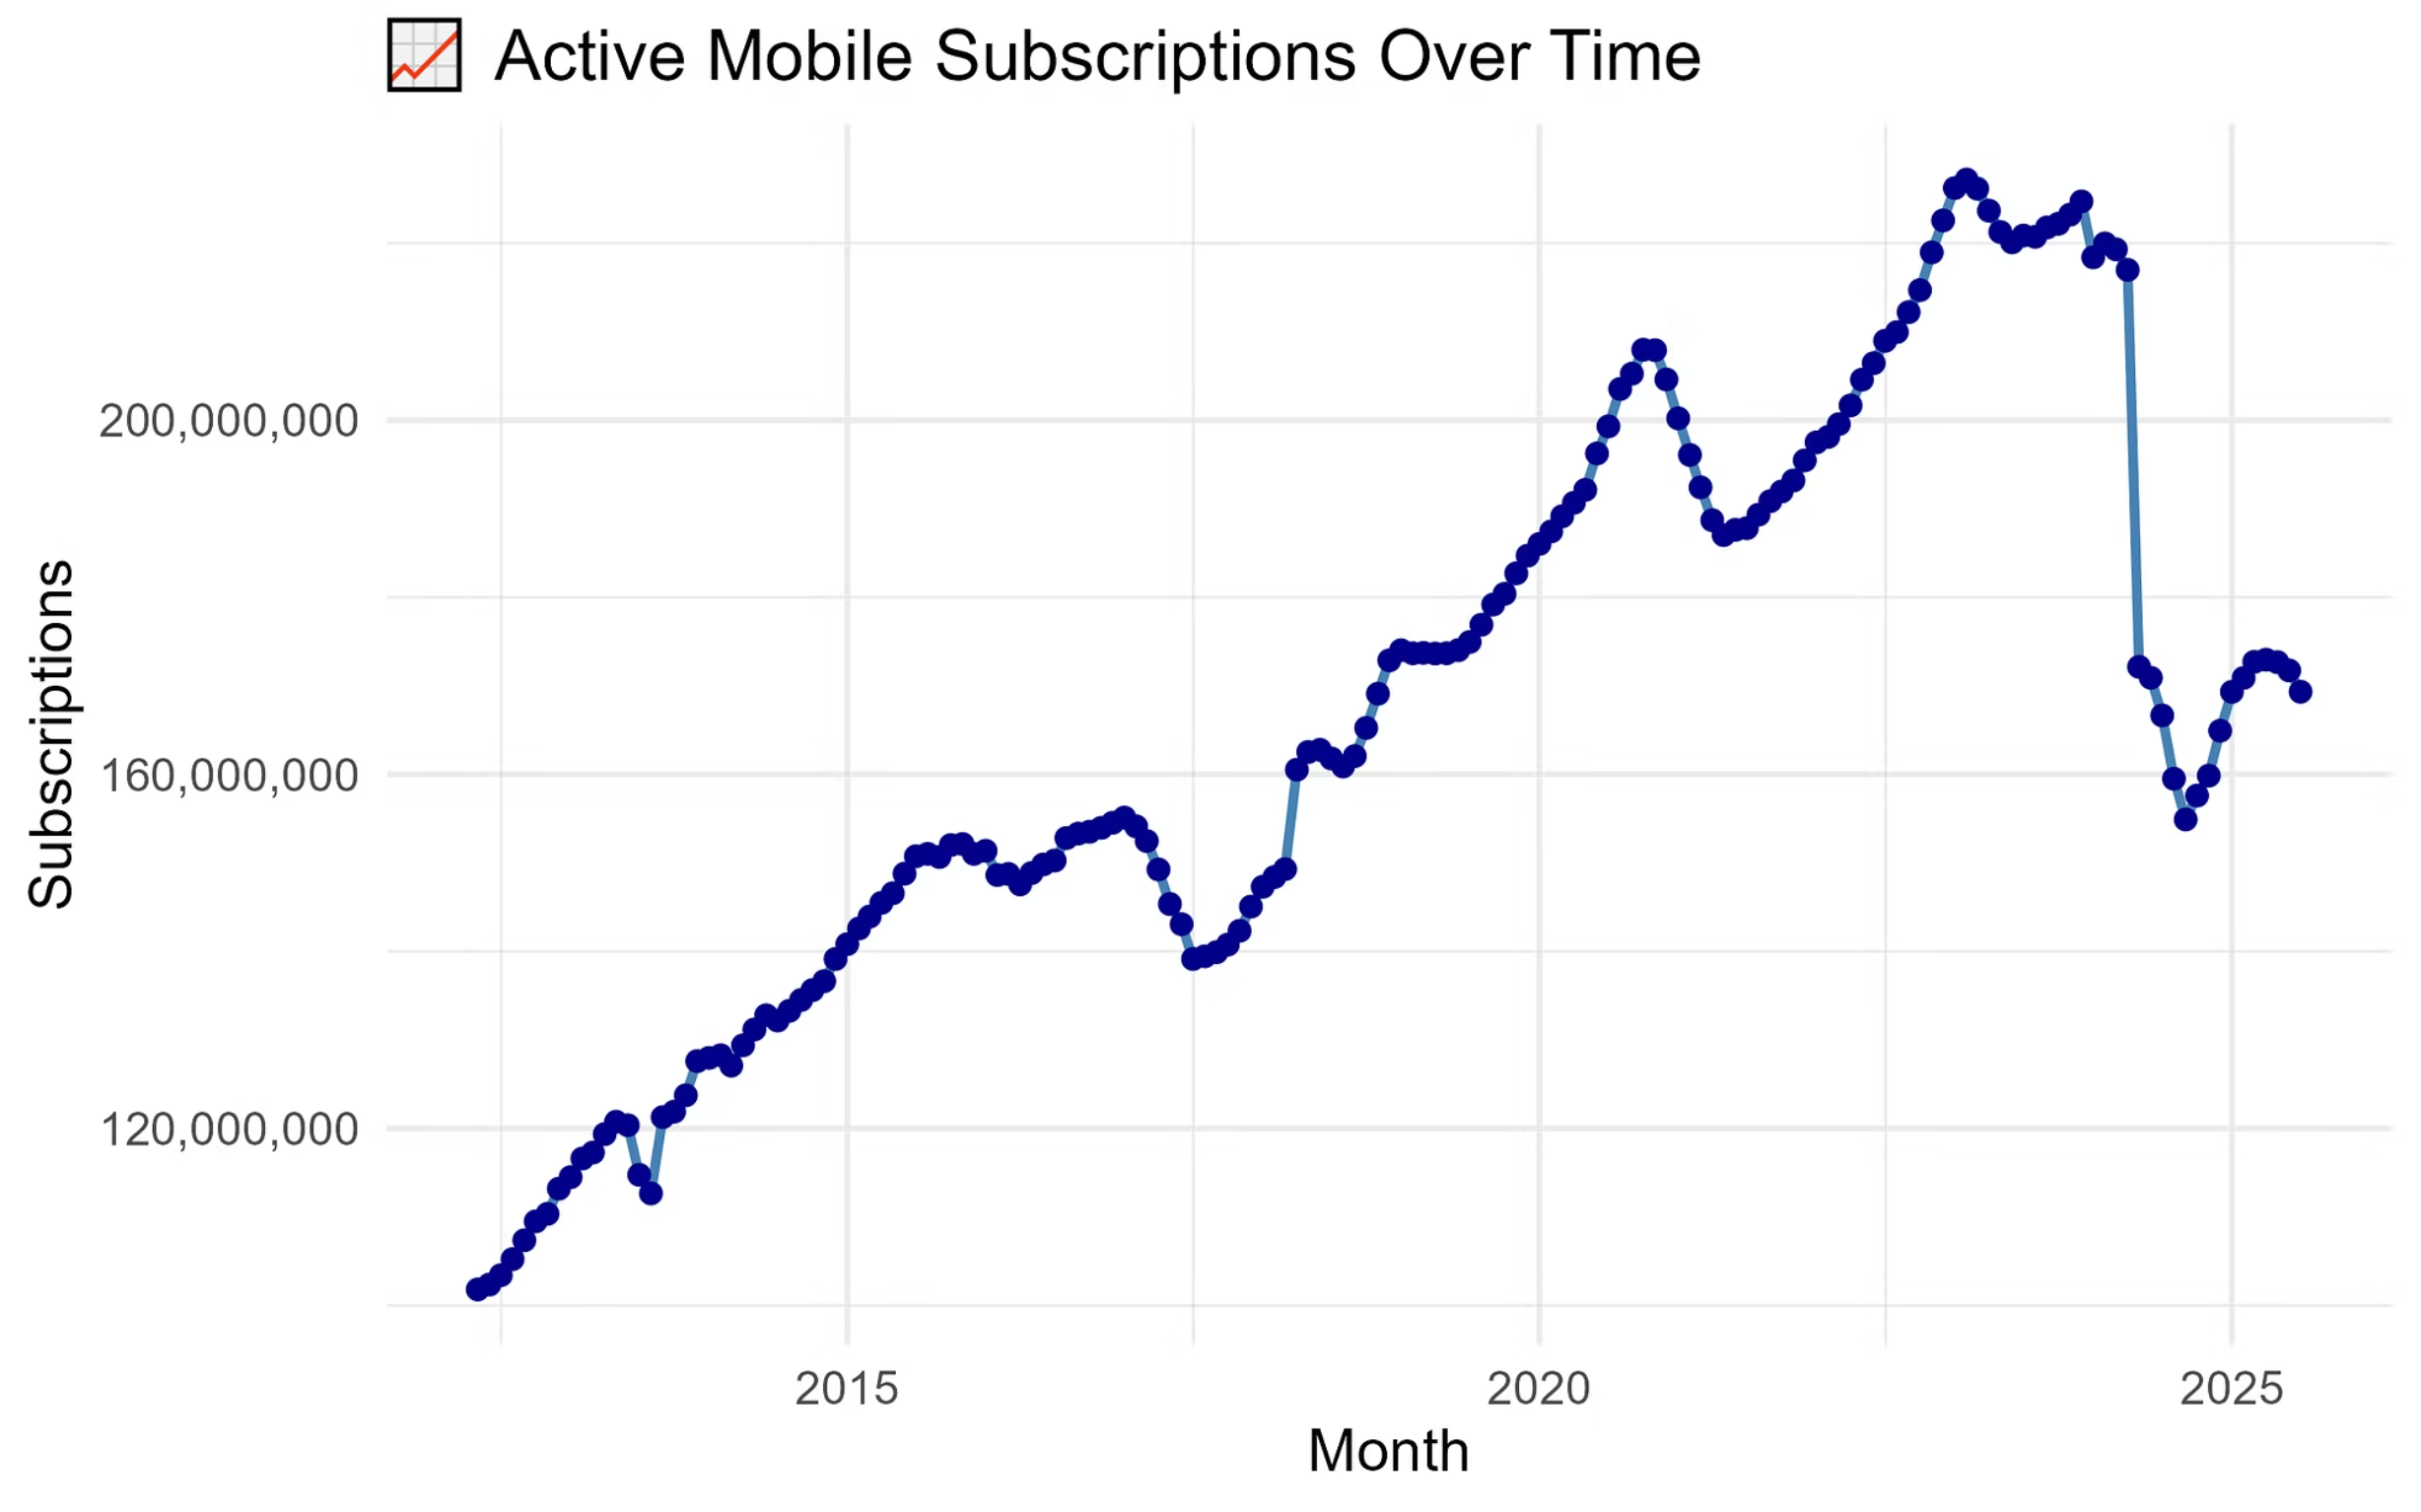 📈 Active Mobile Subscriptions Over Time
Subscriptions
200,000,000
160,000,000
120,000,000
2015 2020 2025
Month